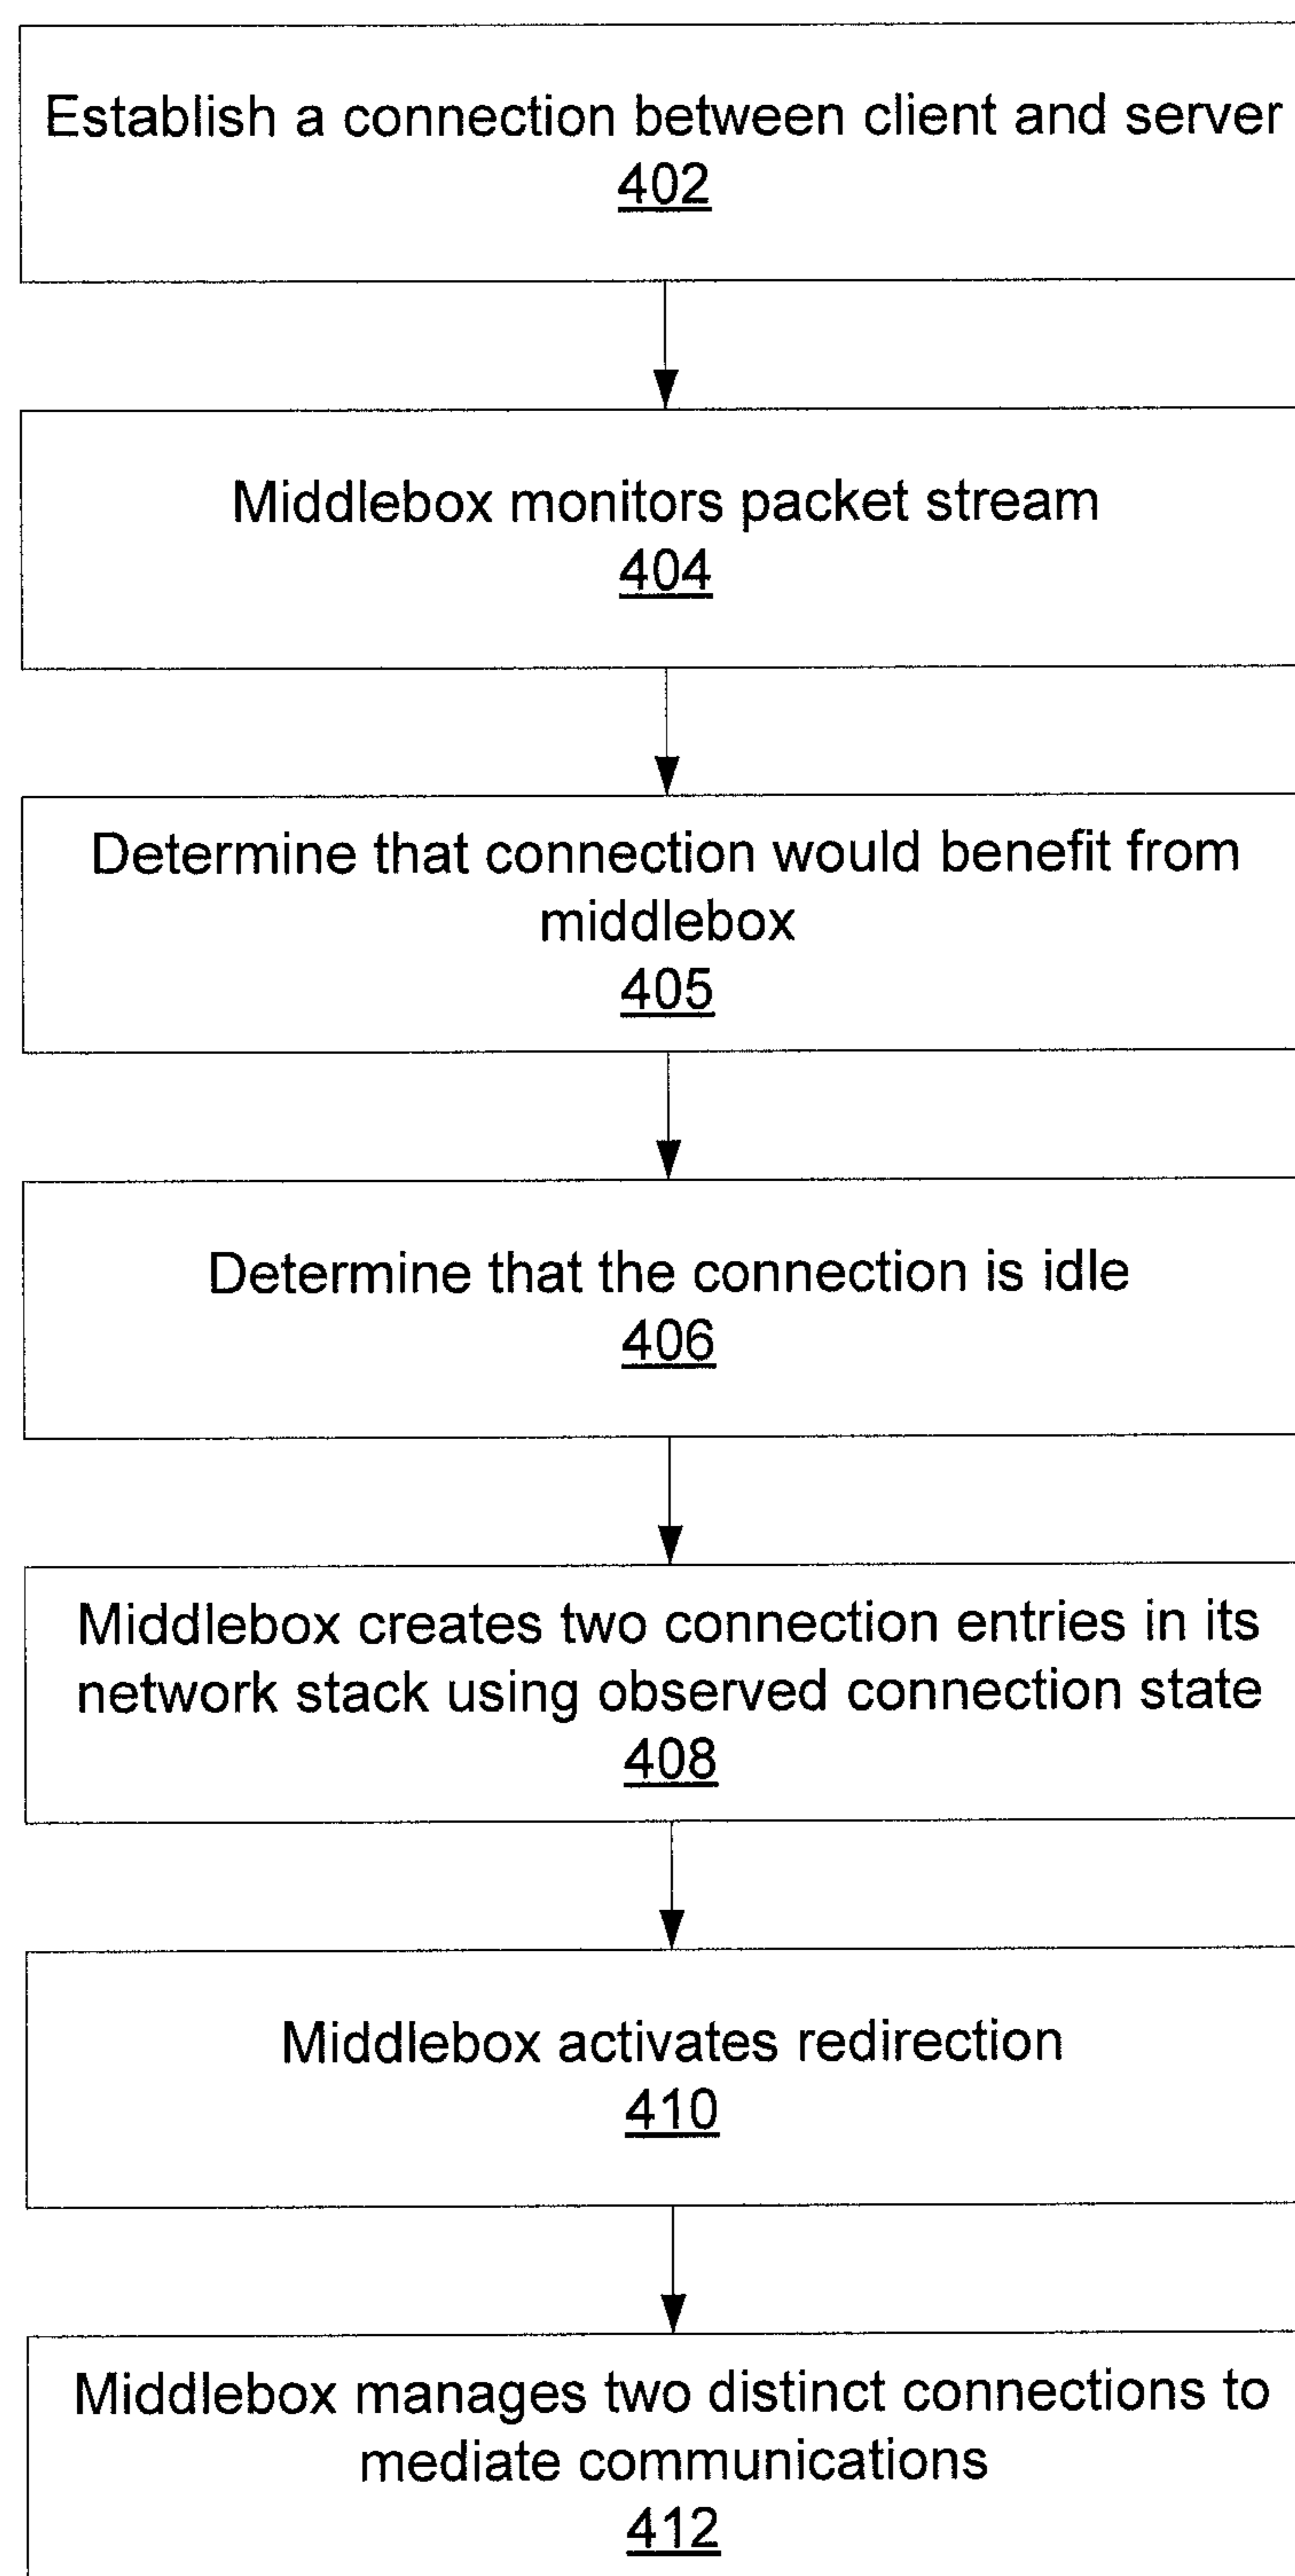 Establish a connection between client and server
402
Middlebox monitors packet stream
404
Determine that connection would benefit from
middlebox
405
Determine that the connection is idle
406
Middlebox creates two connection entries in its
network stack using observed connection state
408
Middlebox activates redirection
410
Middlebox manages two distinct connections to
mediate communications
412